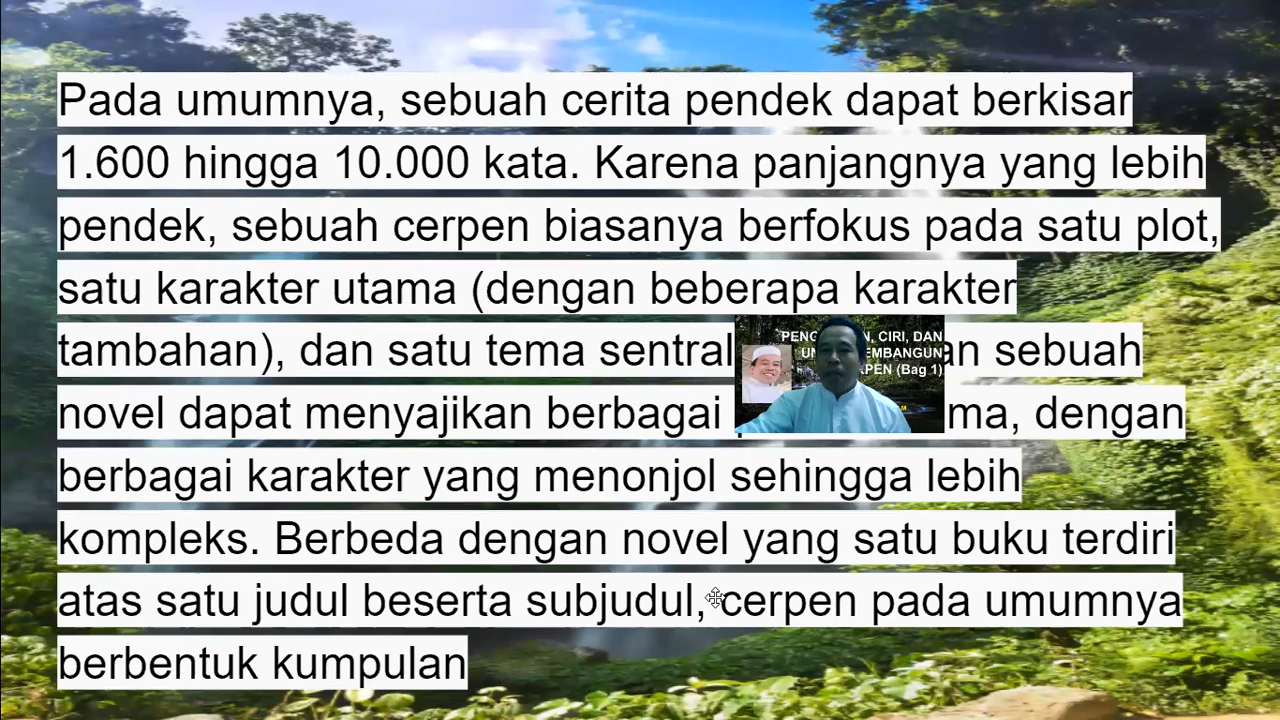 Pada umumnya, sebuah cerita pendek dapat berkisar
1.600 hingga 10.000 kata. Karena panjangnya yang lebih
pendek, sebuah cerpen biasanya berfokus pada satu plot,
satu karakter utama (dengan beberapa karakter
tambahan), dan satu tema sentral sebuah
novel dapat menyajikan berbagai dengan
berbagai karakter yang menonjol sehingga lebih
kompleks. Berbeda dengan novel yang satu buku terdiri
atas satu judul beserta subjudul, cerpen pada umumnya
berbentuk kumpulan
CIRI, DAN
(Bag 1)